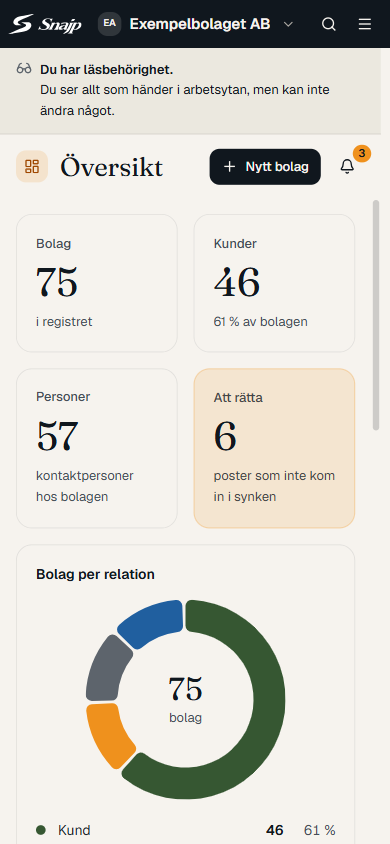 Snajp EA Exempelbolaget AB
Du har läsbehörighet.
Du ser allt som händer i arbetsytan, men kan inte
ändra något.
Översikt + Nytt bolag 3
Bolag
75
i registret
Kunder
46
61 % av bolagen
Personer
57
kontaktpersoner
hos bolagen
Att rätta
6
poster som inte kom
in i synken
Bolag per relation
75
bolag
Kund 46 61 %